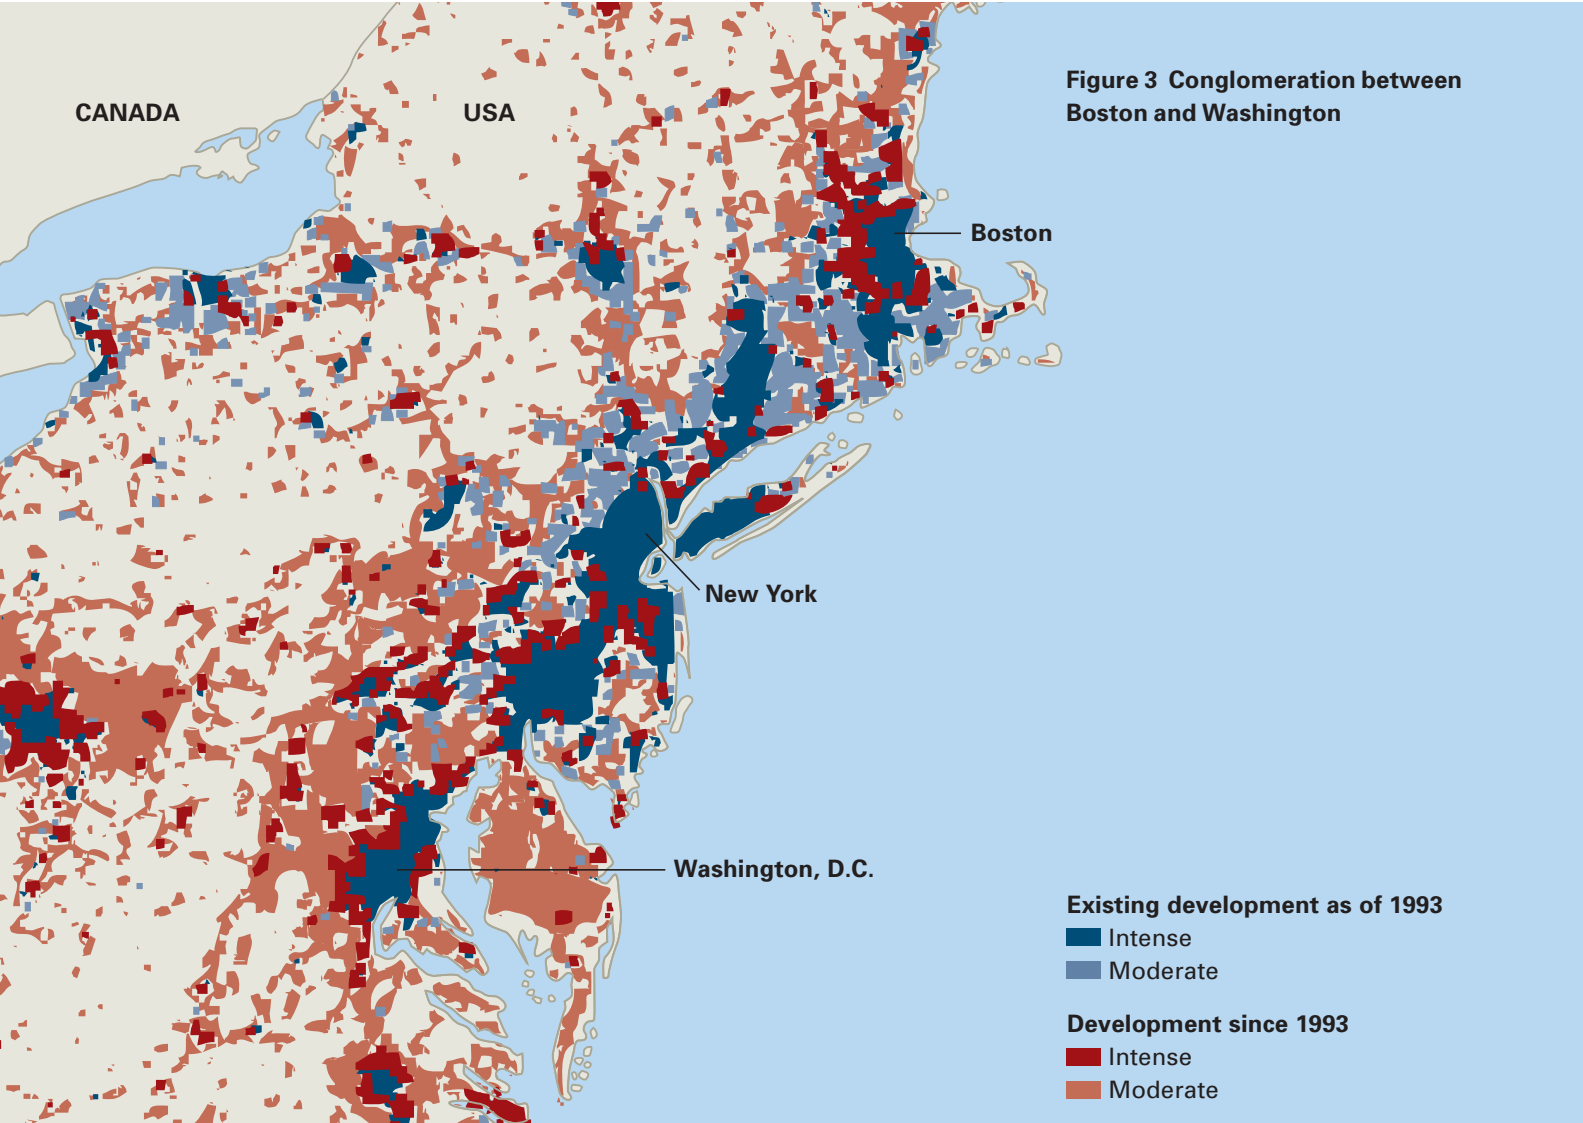 Figure 3 Conglomeration between
Boston and Washington
CANADA
USA
Boston
New York
Washington, D.C.
Existing development as of 1993
Intense
Moderate
Development since 1993
Intense
Moderate